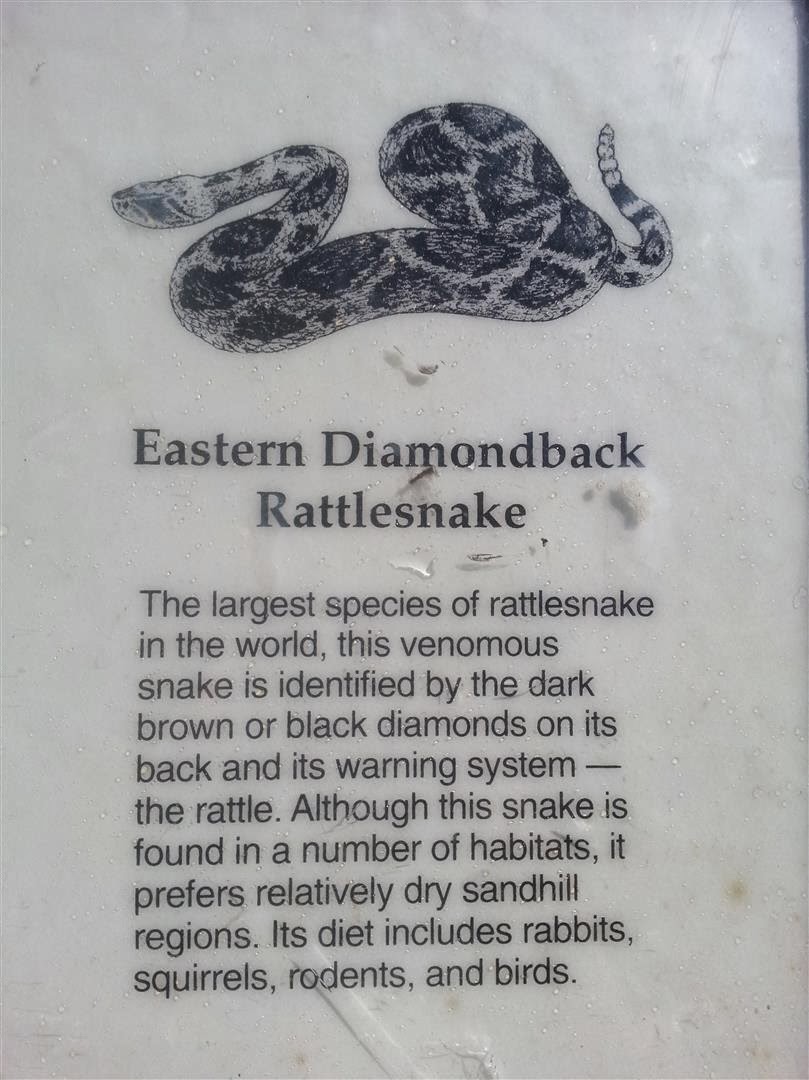 Eastern Diamondback
Rattlesnake
The largest species of rattlesnake
in the world, this venomous
snake is identified by the dark
brown or black diamonds on its
back and its warning system —
the rattle. Although this snake is
found in a number of habitats, it
prefers relatively dry sandhill
regions. Its diet includes rabbits,
squirrels, rodents, and birds.